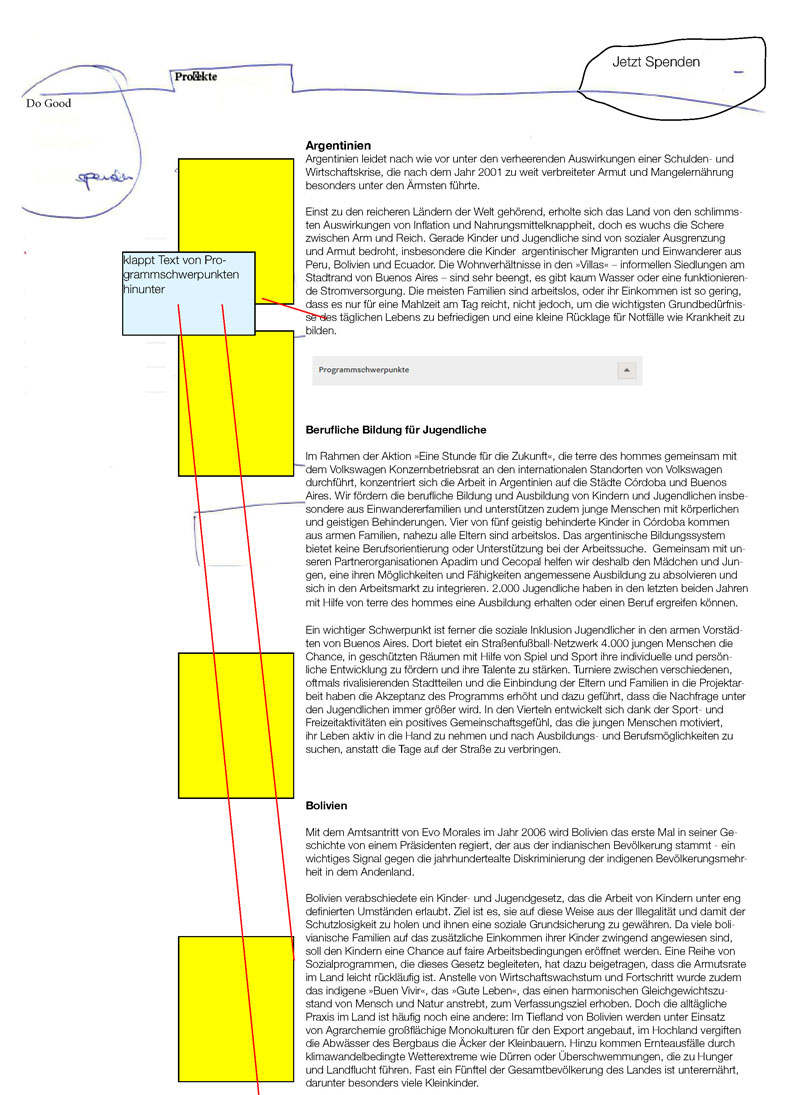 Projekte
Jetzt Spenden
Do Good
spenden
klappt Text von Pro-
grammschwerpunkten
hinunter
Argentinien
Argentinien leidet nach wie vor unter den verheerenden Auswirkungen einer Schulden- und
Wirtschaftskrise, die nach dem Jahr 2001 zu weit verbreiteter Armut und Mangelernährung
besonders unter den Ärmsten führte.
Einst zu den reicheren Ländern der Welt gehörend, erholte sich das Land von den schlimms-
ten Auswirkungen von Inflation und Nahrungsmittelknappheit, doch es wuchs die Schere
zwischen Arm und Reich. Gerade Kinder und Jugendliche sind von sozialer Ausgrenzung
und Armut bedroht, insbesondere die Kinder argentinischer Migranten und Einwanderer aus
Peru, Bolivien und Ecuador. Die Wohnverhältnisse in den »Villas« – informellen Siedlungen am
Stadtrand von Buenos Aires – sind sehr beengt, es gibt kaum Wasser oder eine funktionieren-
de Stromversorgung. Die meisten Familien sind arbeitslos, oder ihr Einkommen ist so gering,
dass es nur für eine Mahlzeit am Tag reicht, nicht jedoch, um die wichtigsten Grundbedürfnis-
se des täglichen Lebens zu befriedigen und eine kleine Rücklage für Notfälle wie Krankheit zu
bilden.
Programmschwerpunkte
Berufliche Bildung für Jugendliche
Im Rahmen der Aktion »Eine Stunde für die Zukunft«, die terre des hommes gemeinsam mit
dem Volkswagen Konzernbetriebsrat an den internationalen Standorten von Volkswagen
durchführt, konzentriert sich die Arbeit in Argentinien auf die Städte Córdoba und Buenos
Aires. Wir fördern die berufliche Bildung und Ausbildung von Kindern und Jugendlichen insbe-
sondere aus Einwandererfamilien und unterstützen zudem junge Menschen mit körperlichen
und geistigen Behinderungen. Vier von fünf geistig behinderte Kinder in Córdoba kommen
aus armen Familien, nahezu alle Eltern sind arbeitslos. Das argentinische Bildungssystem
bietet keine Berufsorientierung oder Unterstützung bei der Arbeitssuche. Gemeinsam mit un-
seren Partnerorganisationen Apadim und Cecopal helfen wir deshalb den Mädchen und Jun-
gen, eine ihren Möglichkeiten und Fähigkeiten angemessene Ausbildung zu absolvieren und
sich in den Arbeitsmarkt zu integrieren. 2.000 Jugendliche haben in den letzten beiden Jahren
mit Hilfe von terre des hommes eine Ausbildung erhalten oder einen Beruf ergreifen können.
Ein wichtiger Schwerpunkt ist ferner die soziale Inklusion Jugendlicher in den armen Vorstäd-
ten von Buenos Aires. Dort bietet ein Straßenfußball-Netzwerk 4.000 jungen Menschen die
Chance, in geschützten Räumen mit Hilfe von Spiel und Sport ihre individuelle und persön-
liche Entwicklung zu fördern und ihre Talente zu stärken. Turniere zwischen verschiedenen,
oftmals rivalisierenden Stadtteilen und die Einbindung der Eltern und Familien in die Projektar-
beit haben die Akzeptanz des Programms erhöht und dazu geführt, dass die Nachfrage unter
den Jugendlichen immer größer wird. In den Vierteln entwickelt sich dank der Sport- und
Freizeitaktivitäten ein positives Gemeinschaftsgefühl, das die jungen Menschen motiviert,
ihr Leben aktiv in die Hand zu nehmen und nach Ausbildungs- und Berufsmöglichkeiten zu
suchen, anstatt die Tage auf der Straße zu verbringen.
Bolivien
Mit dem Amtsantritt von Evo Morales im Jahr 2006 wird Bolivien das erste Mal in seiner Ge-
schichte von einem Präsidenten regiert, der aus der indianischen Bevölkerung stammt - ein
wichtiges Signal gegen die jahrhundertealte Diskriminierung der indigenen Bevölkerungsmehr-
heit in dem Andenland.
Bolivien verabschiedete ein Kinder- und Jugendgesetz, das die Arbeit von Kindern unter eng
definierten Umständen erlaubt. Ziel ist es, sie auf diese Weise aus der Illegalität und damit der
Schutzlosigkeit zu holen und ihnen eine soziale Grundsicherung zu gewähren. Da viele boli-
vianische Familien auf das zusätzliche Einkommen ihrer Kinder zwingend angewiesen sind,
soll den Kindern eine Chance auf faire Arbeitsbedingungen eröffnet werden. Eine Reihe von
Sozialprogrammen, die dieses Gesetz begleiteten, hat dazu beigetragen, dass die Armutsrate
im Land leicht rückläufig ist. Anstelle von Wirtschaftswachstum und Fortschritt wurde zudem
das indigene »Buen Vivir«, das »Gute Leben«, das einen harmonischen Gleichgewichtszu-
stand von Mensch und Natur anstrebt, zum Verfassungsziel erhoben. Doch die alltägliche
Praxis im Land ist häufig noch eine andere: Im Tiefland von Bolivien werden unter Einsatz
von Agrarchemie großflächige Monokulturen für den Export angebaut, im Hochland vergiften
die Abwässer des Bergbaus die Äcker der Kleinbauern. Hinzu kommen Ernteausfälle durch
klimawandelbedingte Wetterextreme wie Dürren oder Überschwemmungen, die zu Hunger
und Landflucht führen. Fast ein Fünftel der Gesamtbevölkerung des Landes ist unterernährt,
darunter besonders viele Kleinkinder.